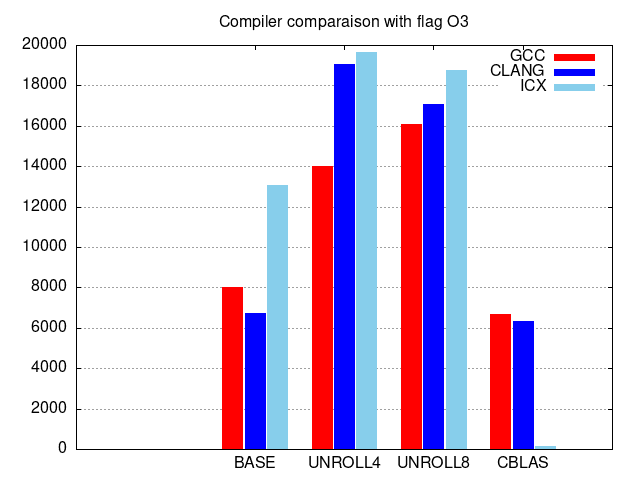 Compiler comparaison with flag O3
20000
18000
16000
14000
12000
10000
8000
6000
4000
2000
0
GCC
CLANG
ICX
BASE UNROLL4 UNROLL8 CBLAS